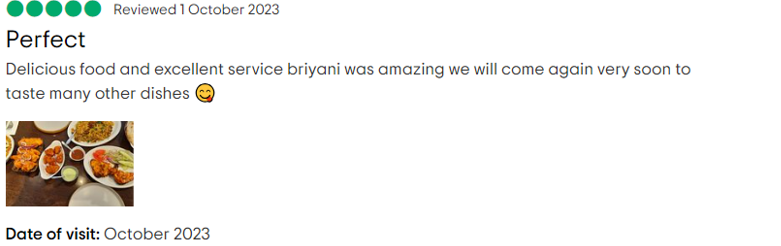 Reviewed 1 October 2023
Perfect
Delicious food and excellent service briyani was amazing we will come again very soon to
taste many other dishes 😋
Date of visit: October 2023